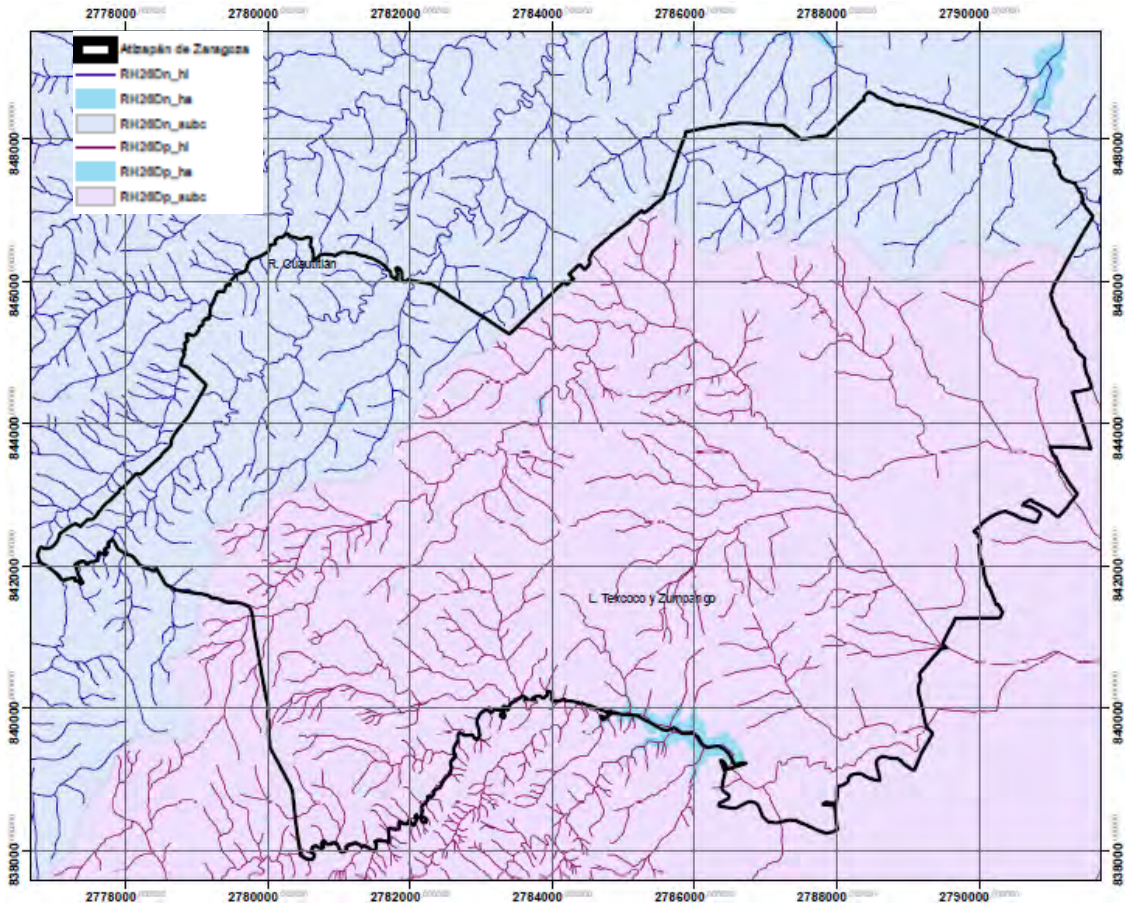 2778000 2780000 2782000 2784000 2786000 2788000 2790000
Atizapán de Zaragoza
RH26Dn_hl
RH26Dn_ha
RH26Dn_subc
RH26Dp_hl
RH26Dp_ha
RH26Dp_subc
848000 848000
R. Cuautitlan
846000 846000
844000 844000
842000 842000
L. Texcoco y Zumpango
840000 840000
838000 838000
2778000 2780000 2782000 2784000 2786000 2788000 2790000